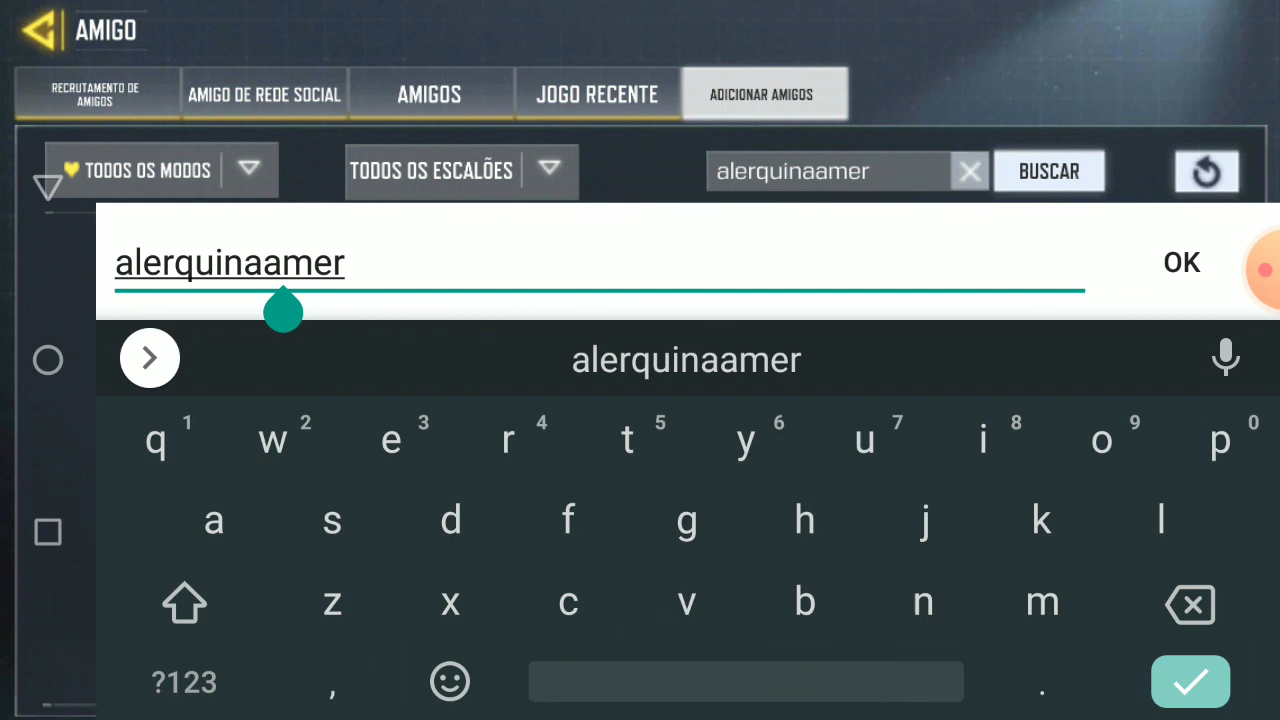 AMIGO
RECRUTAMENTO DE
AMIGOS
AMIGO DE REDE SOCIAL
AMIGOS
JOGO RECENTE
ADICIONAR AMIGOS
TODOS OS MODOS
TODOS OS ESCALÕES
alerquinaamer
BUSCAR
alerquinaamer
OK
alerquinaamer
q 1 w 2 e 3 r 4 t 5 y 6 u 7 i 8 o 9 p 0
a s d f g h j k l
z x c v b n m
?123 , .